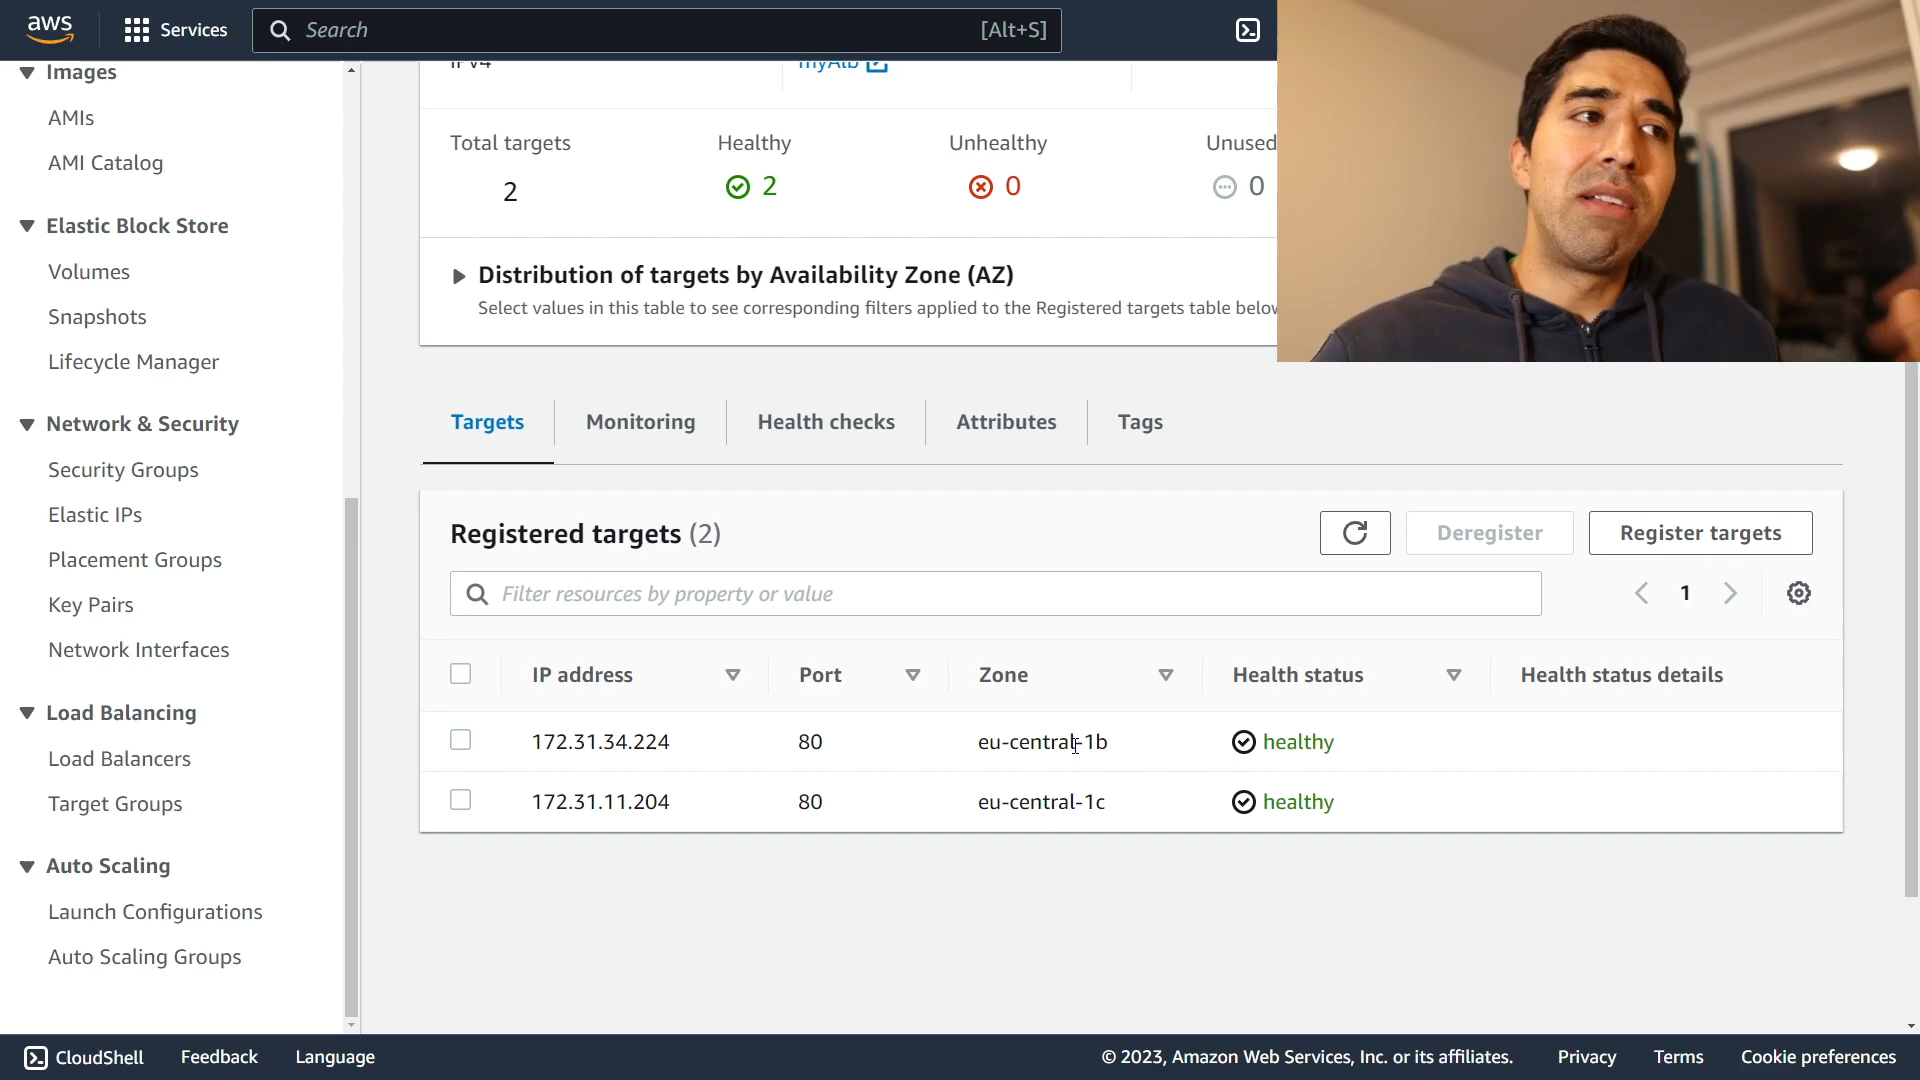 aws
Services
Search
[Alt+S]
Images
AMIs
AMI Catalog
Elastic Block Store
Volumes
Snapshots
Lifecycle Manager
Network & Security
Security Groups
Elastic IPs
Placement Groups
Key Pairs
Network Interfaces
Load Balancing
Load Balancers
Target Groups
Auto Scaling
Launch Configurations
Auto Scaling Groups
IPv4
myAlb
Total targets
Healthy
Unhealthy
Unused
2
2
0
0
Distribution of targets by Availability Zone (AZ)
Select values in this table to see corresponding filters applied to the Registered targets table below
Targets
Monitoring
Health checks
Attributes
Tags
Registered targets (2)
Deregister
Register targets
Filter resources by property or value
1
IP address
Port
Zone
Health status
Health status details
172.31.34.224
80
eu-central-1b
healthy
172.31.11.204
80
eu-central-1c
healthy
CloudShell
Feedback
Language
© 2023, Amazon Web Services, Inc. or its affiliates.
Privacy
Terms
Cookie preferences